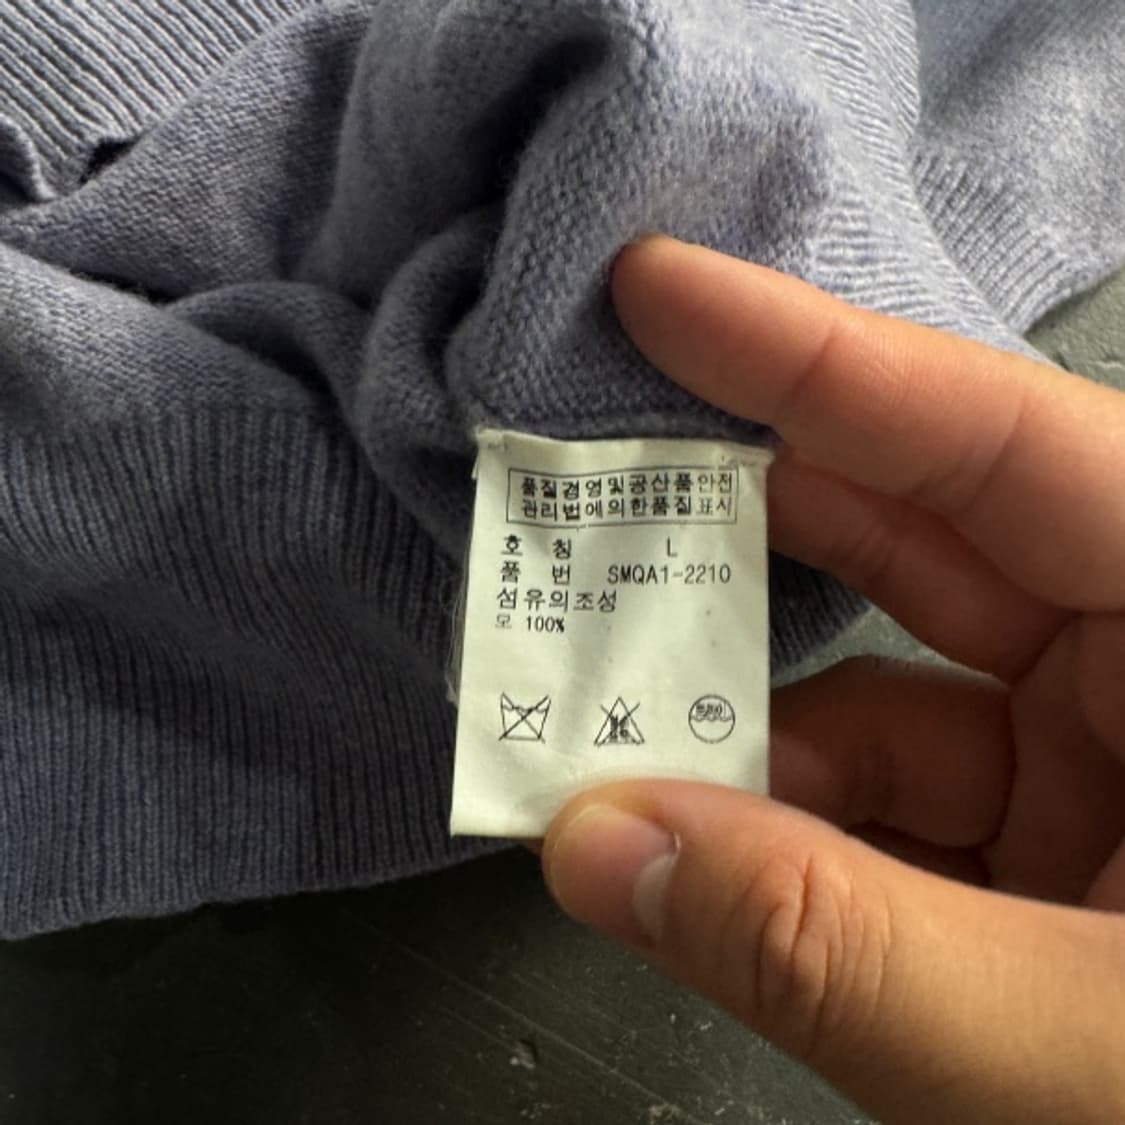 품질경영및공산품안전
관리법에의한품질표시
호 칭 L
품 번 SMQA1-2210
섬유의조성
모 100%